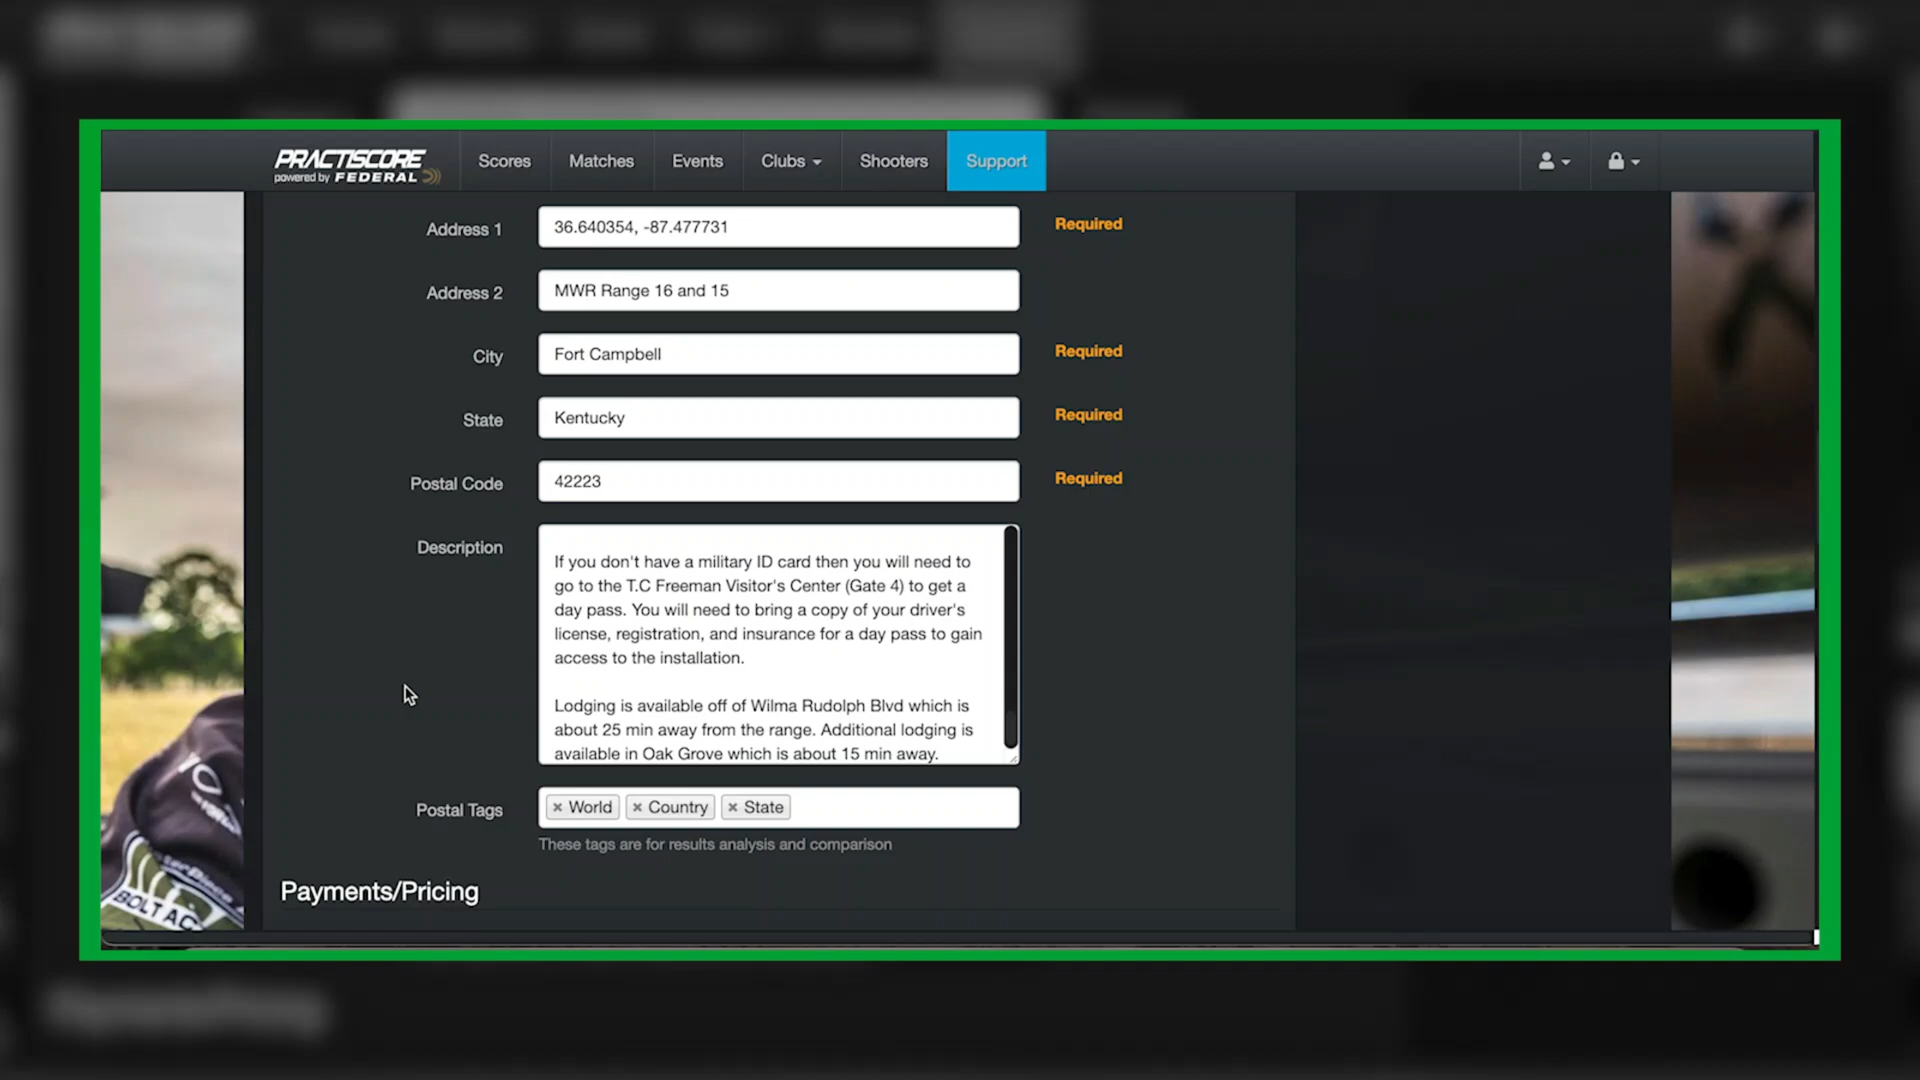 PRACTISCORE
powered by FEDERAL
Scores
Matches
Events
Clubs
Shooters
Support
Address 1
36.640354, -87.477731
Required
Address 2
MWR Range 16 and 15
City
Fort Campbell
Required
State
Kentucky
Required
Postal Code
42223
Required
Description
If you don't have a military ID card then you will need to
go to the T.C Freeman Visitor's Center (Gate 4) to get a
day pass. You will need to bring a copy of your driver's
license, registration, and insurance for a day pass to gain
access to the installation.
Lodging is available off of Wilma Rudolph Blvd which is
about 25 min away from the range. Additional lodging is
available in Oak Grove which is about 15 min away.
Postal Tags
× World
× Country
× State
These tags are for results analysis and comparison
Payments/Pricing
BOLT AC